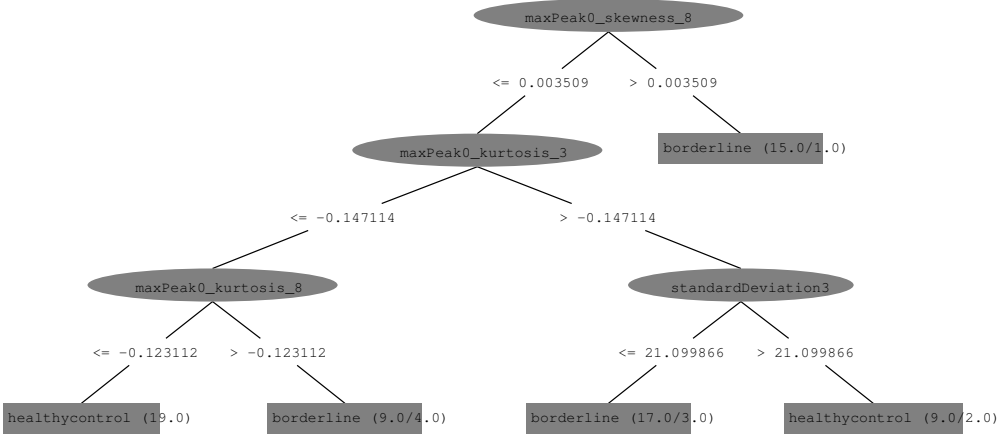 maxPeak0_skewness_8
<= 0.003509 > 0.003509
maxPeak0_kurtosis_3 borderline (15.0/1.0)
<= -0.147114 > -0.147114
maxPeak0_kurtosis_8 standardDeviation3
<= -0.123112 > -0.123112 <= 21.099866 > 21.099866
healthycontrol (19.0) borderline (9.0/4.0) borderline (17.0/3.0) healthycontrol (9.0/2.0)